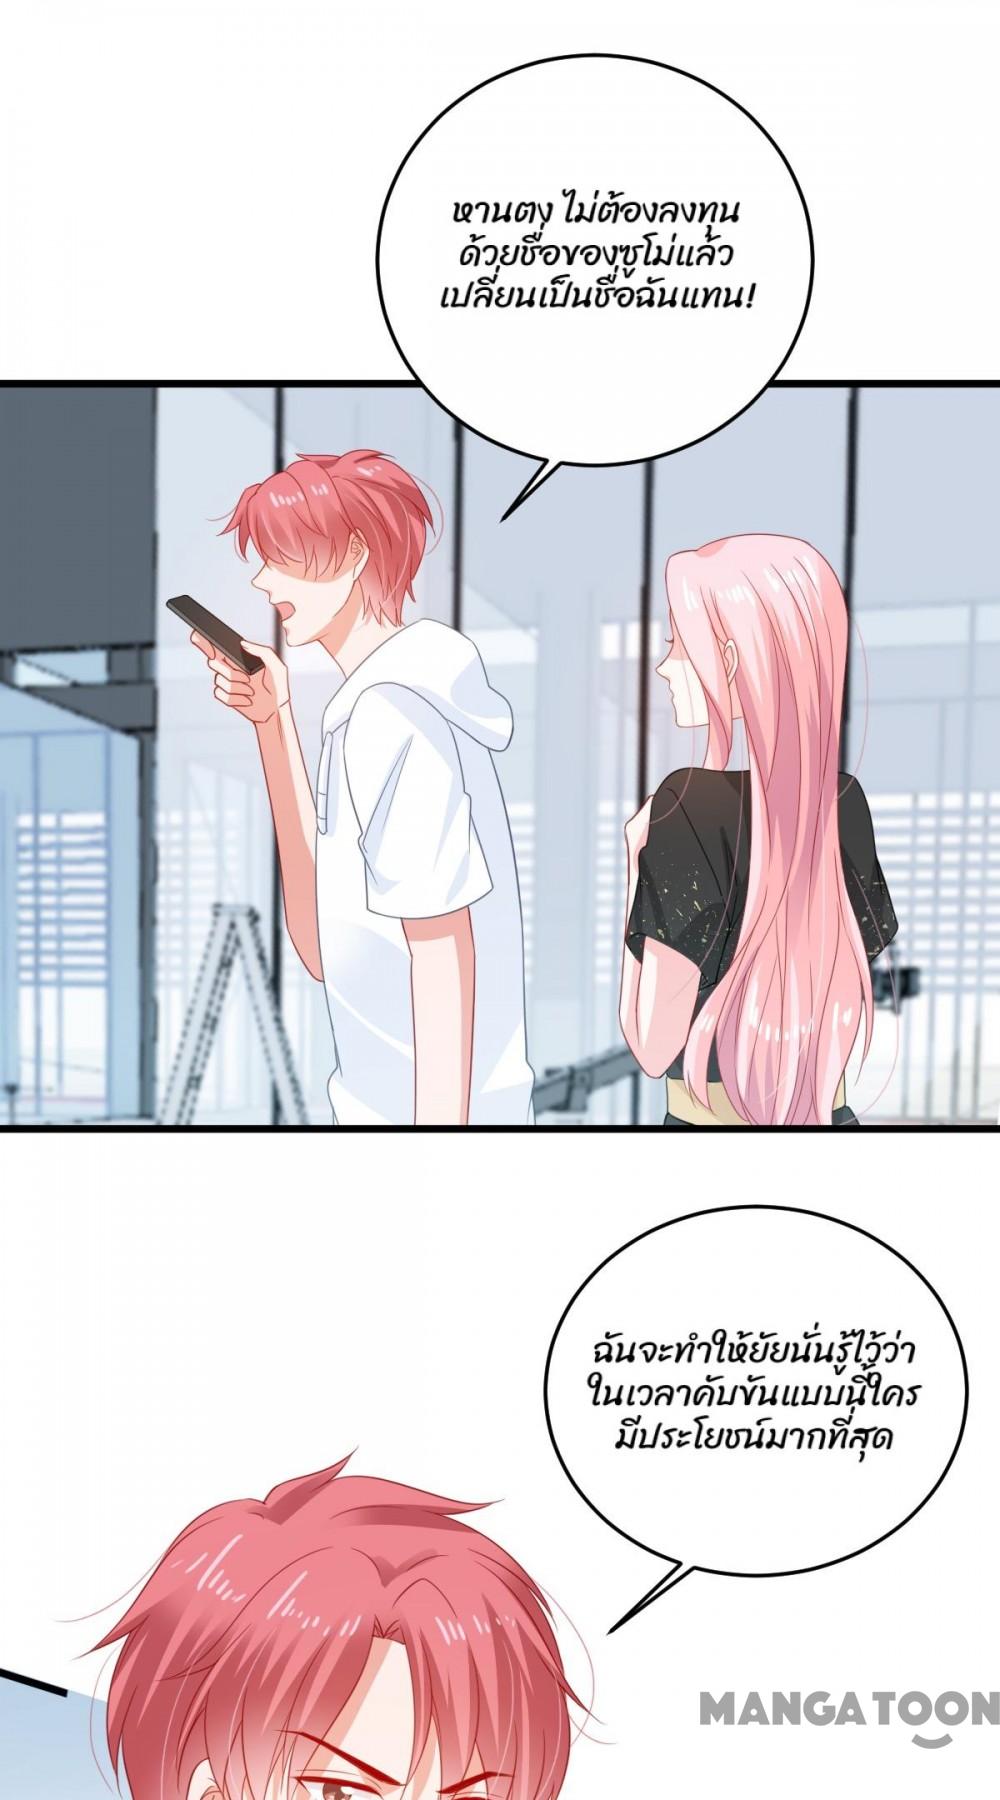 หานตง ไม่ต้องลงทุน
ด้วยชื่อของซูโม่แล้ว
เปลี่ยนเป็นชื่อฉันแทน!
ฉันจะทำให้ยัยนั่นรู้ไว้ว่า
ในเวลาคับขันแบบนี้ใคร
มีประโยชน์มากที่สุด
MANGATOON